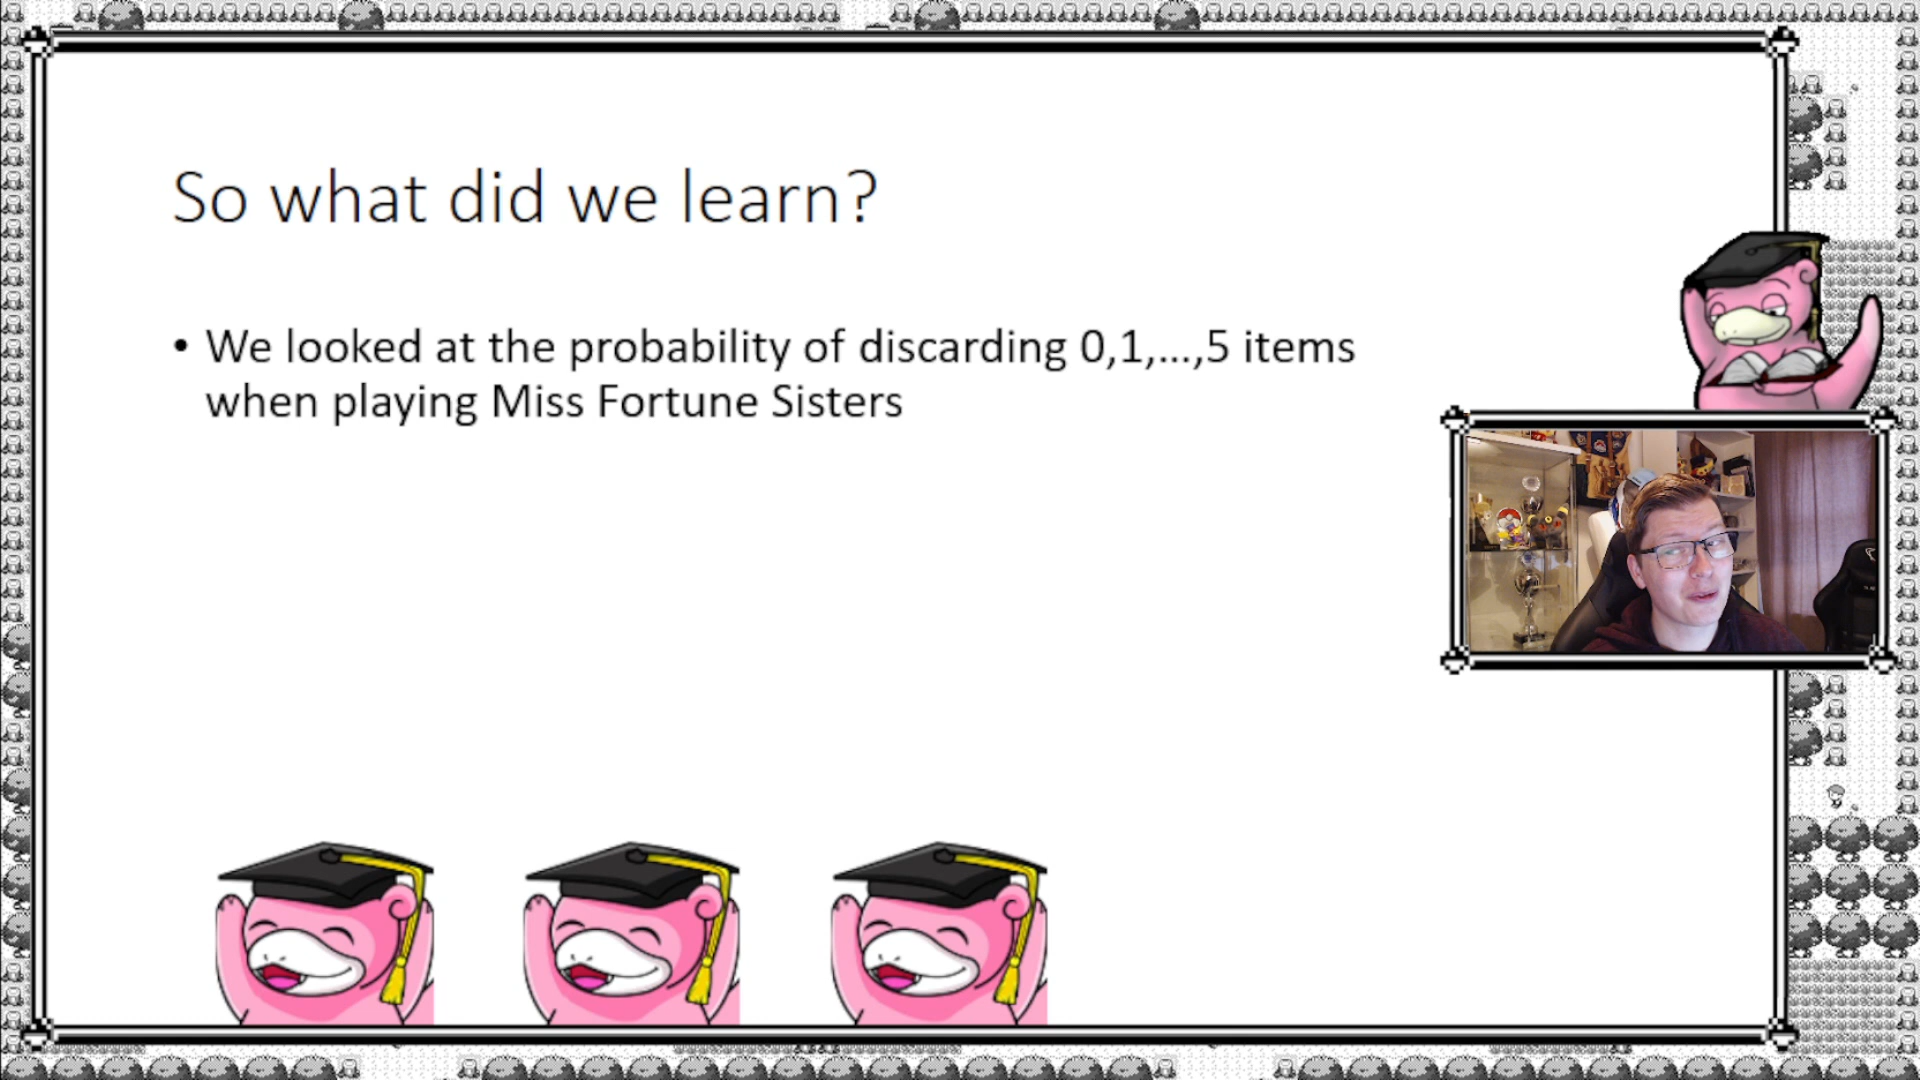 So what did we learn?
• We looked at the probability of discarding 0,1,...,5 items
when playing Miss Fortune Sisters